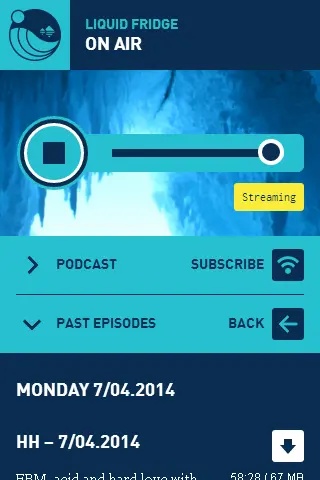 LIQUID FRIDGE
ON AIR
Streaming
PODCAST SUBSCRIBE
PAST EPISODES BACK
MONDAY 7/04.2014
HH – 7/04.2014
EBM, acid and hard love with 58:28 / 67 MB